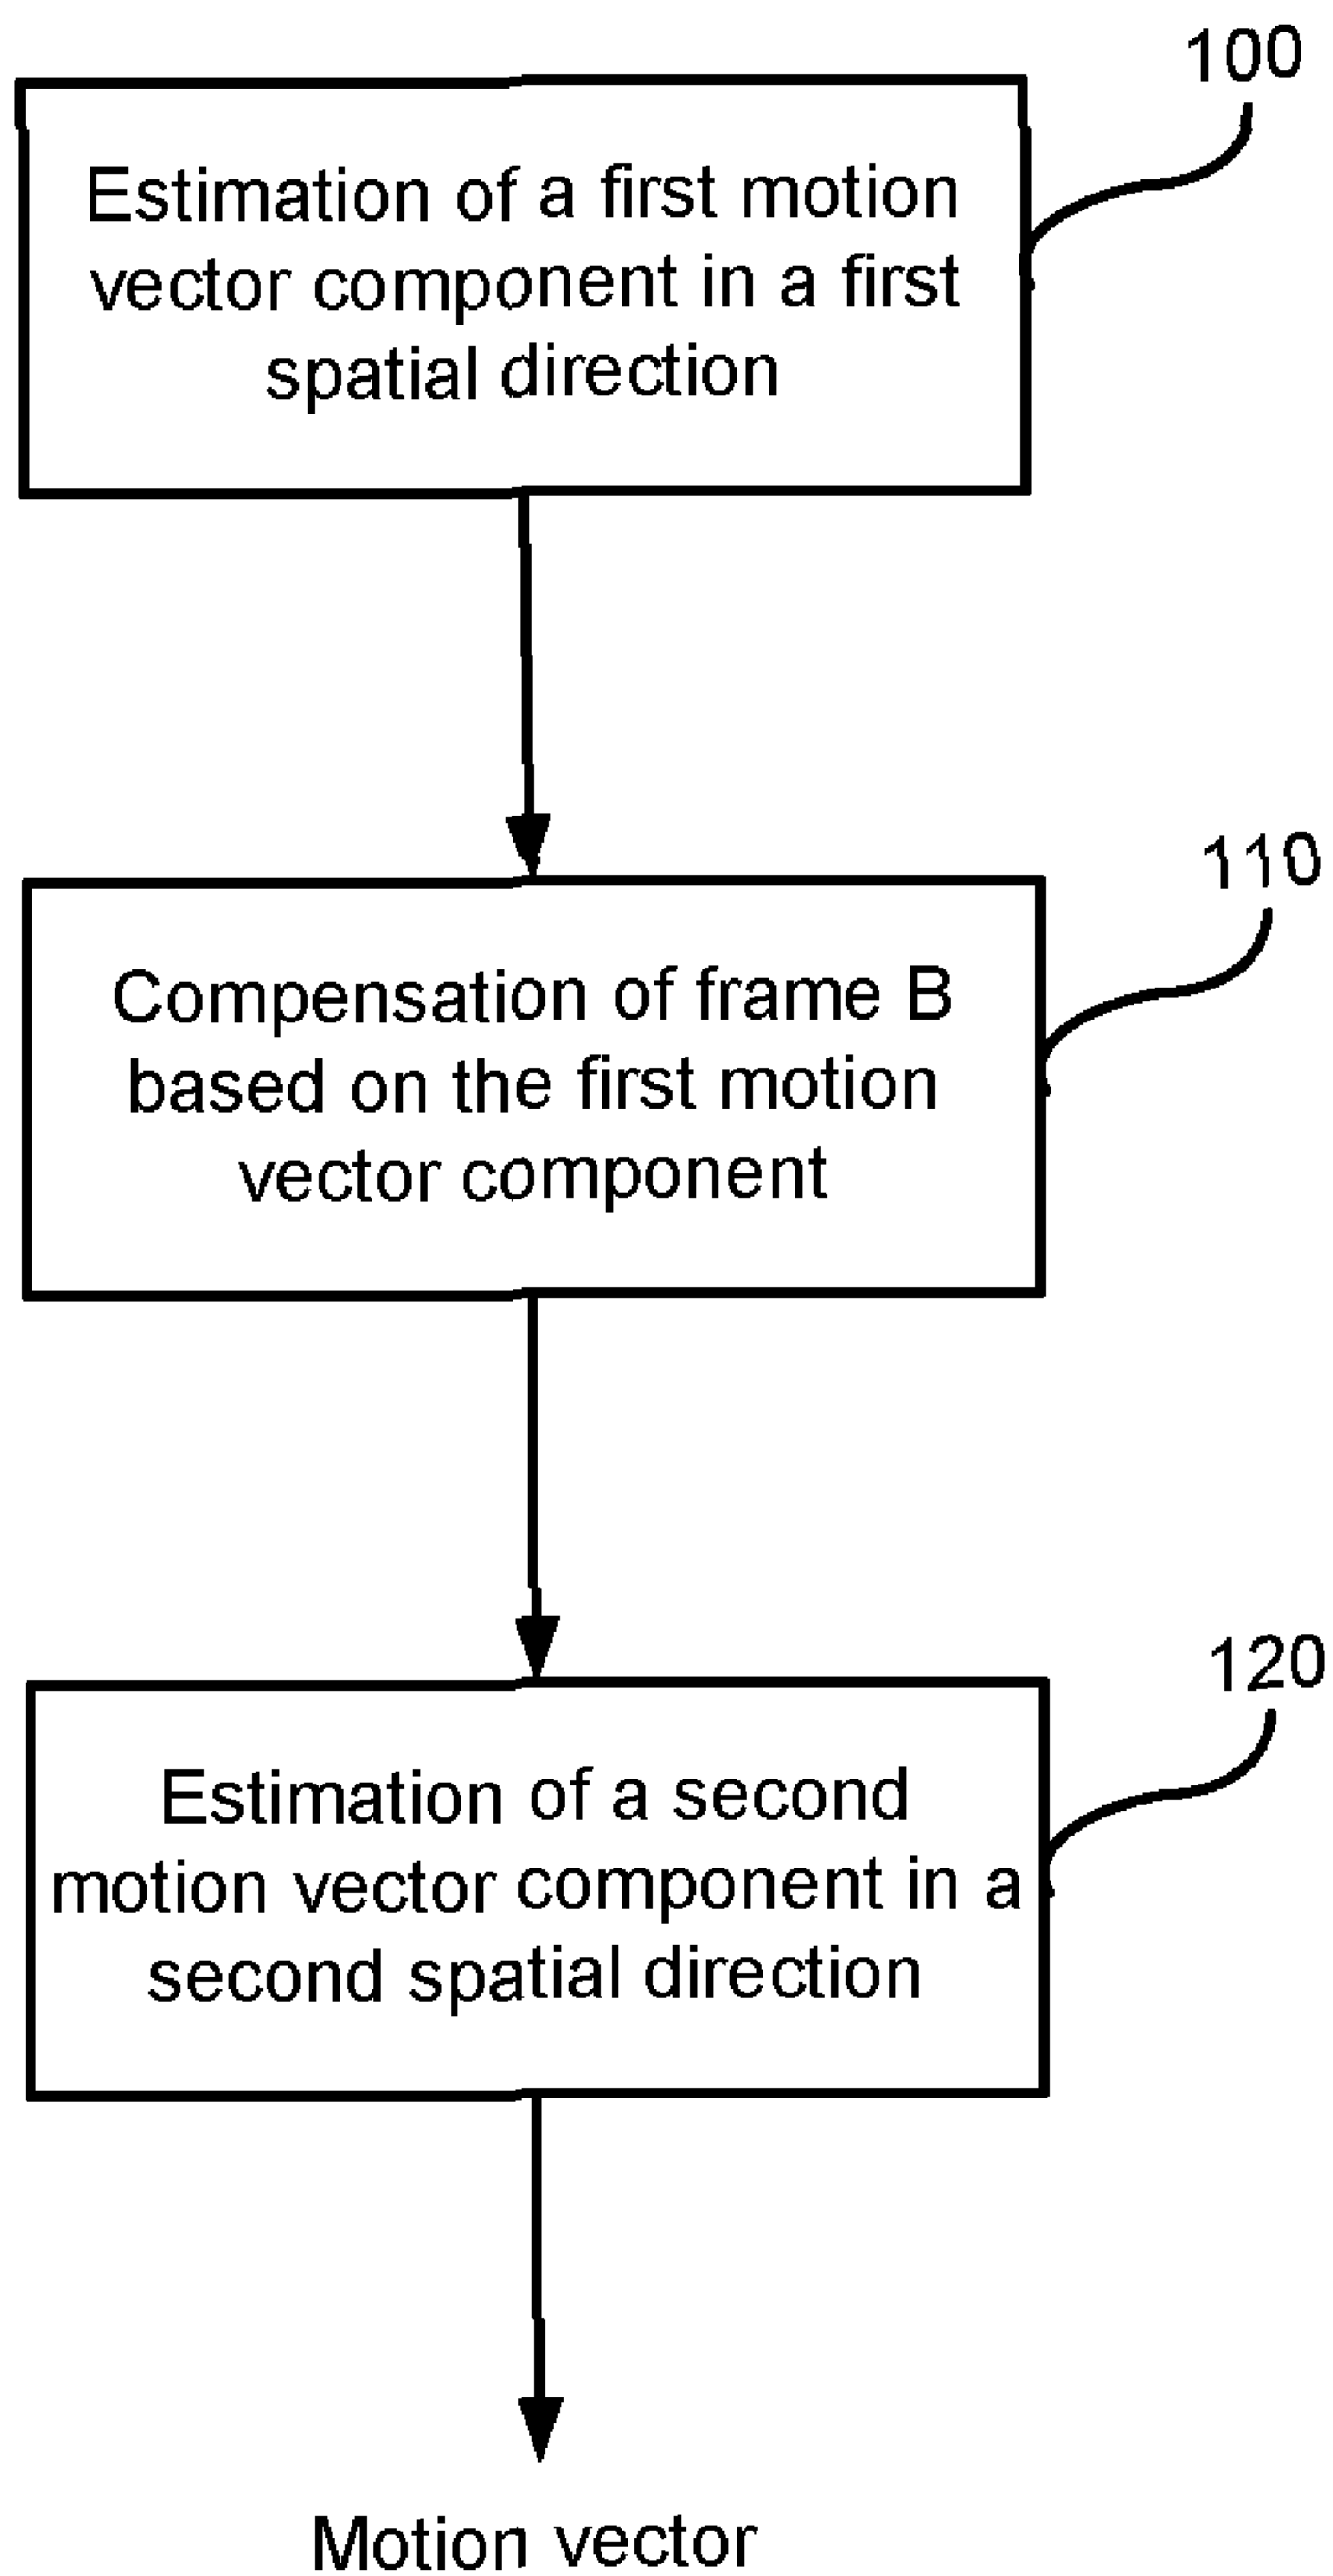 100
Estimation of a first motion
vector component in a first
spatial direction
110
Compensation of frame B
based on the first motion
vector component
120
Estimation of a second
motion vector component in a
second spatial direction
Motion vector